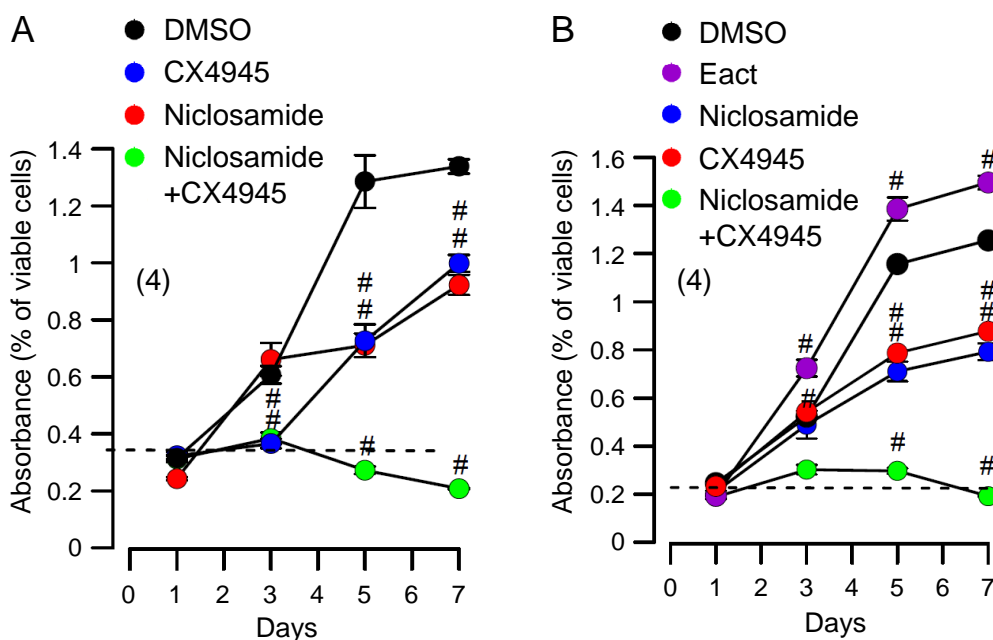 A
DMSO
CX4945
Niclosamide
Niclosamide
+CX4945
Absorbance (% of viable cells)
1.4
1.2
1
0.8
0.6
0.4
0.2
0
(4)
#
#
#
#
#
#
#
#
0 1 2 3 4 5 6 7
Days
B
DMSO
Eact
Niclosamide
CX4945
Niclosamide
+CX4945
Absorbance (% of viable cells)
1.6
1.4
1.2
1
0.8
0.6
0.4
0.2
0
(4)
#
#
#
#
#
#
#
#
#
#
0 1 2 3 4 5 6 7
Days